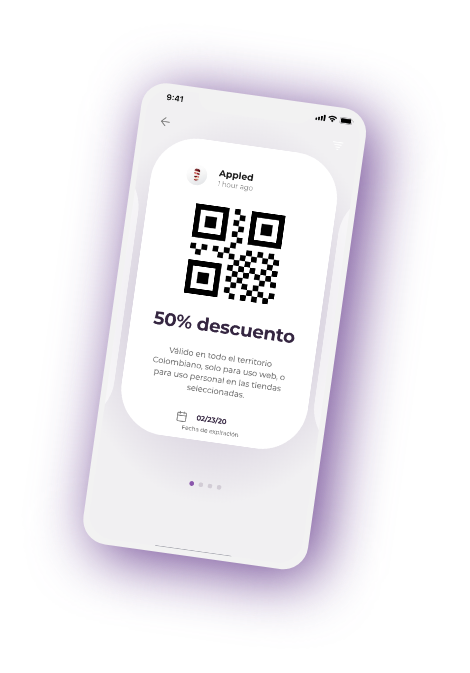 9:41
Appled
1 hour ago
50% descuento
Válido en todo el territorio
Colombiano, solo para uso web, o
para uso personal en las tiendas
seleccionadas.
02/23/20
Fecha de expiración